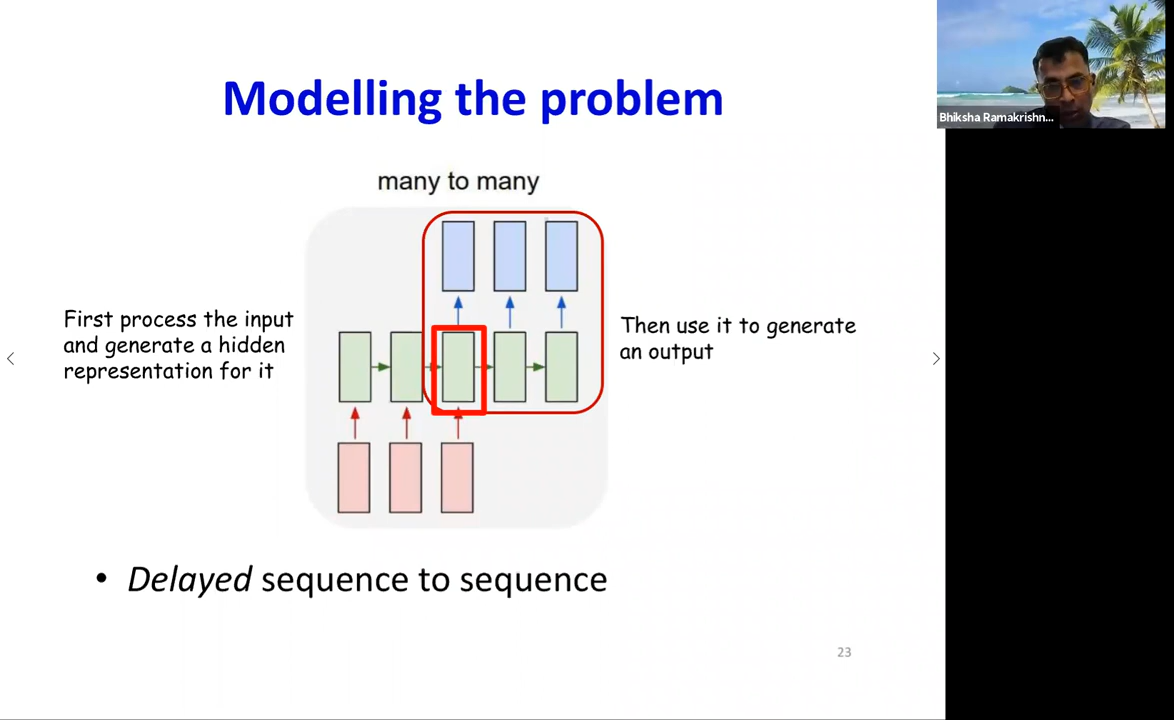 Modelling the problem
Bhiksha Ramakrishn...
many to many
First process the input
and generate a hidden
representation for it
Then use it to generate
an output
• Delayed sequence to sequence
23